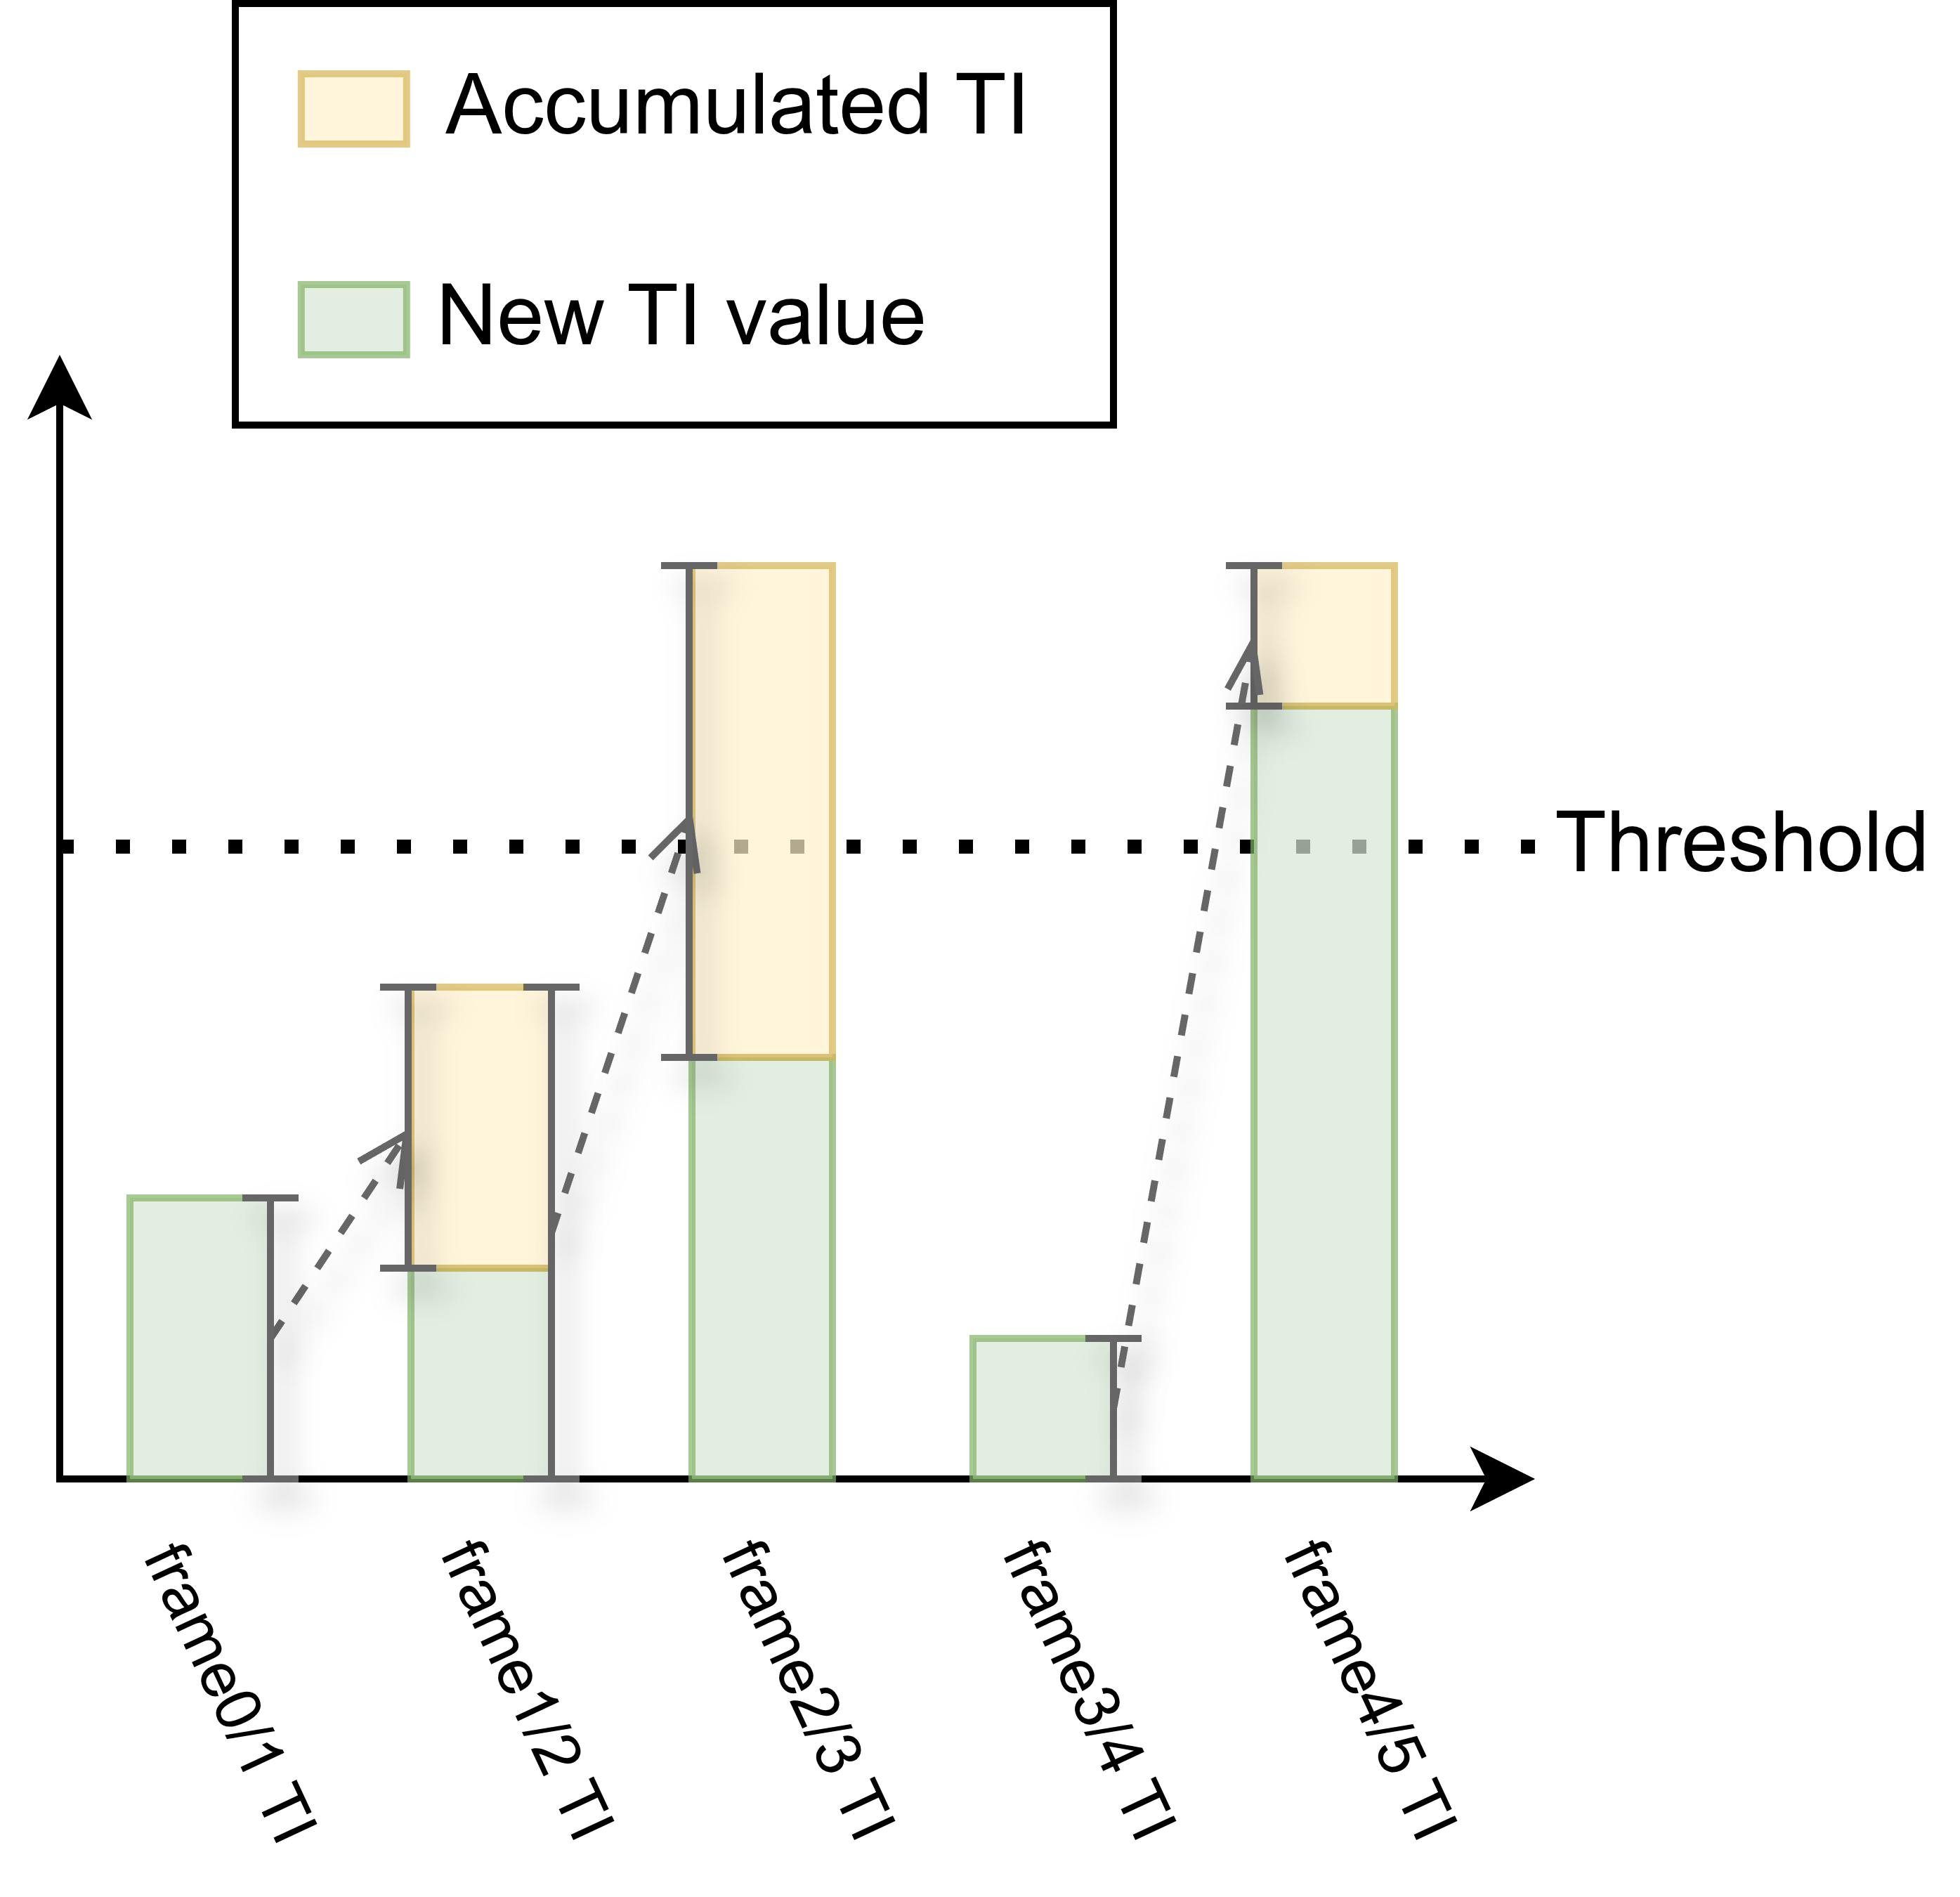 Accumulated TI
New TI value
Threshold
frame0/1 TI
frame1/2 TI
frame2/3 TI
frame3/4 TI
frame4/5 TI